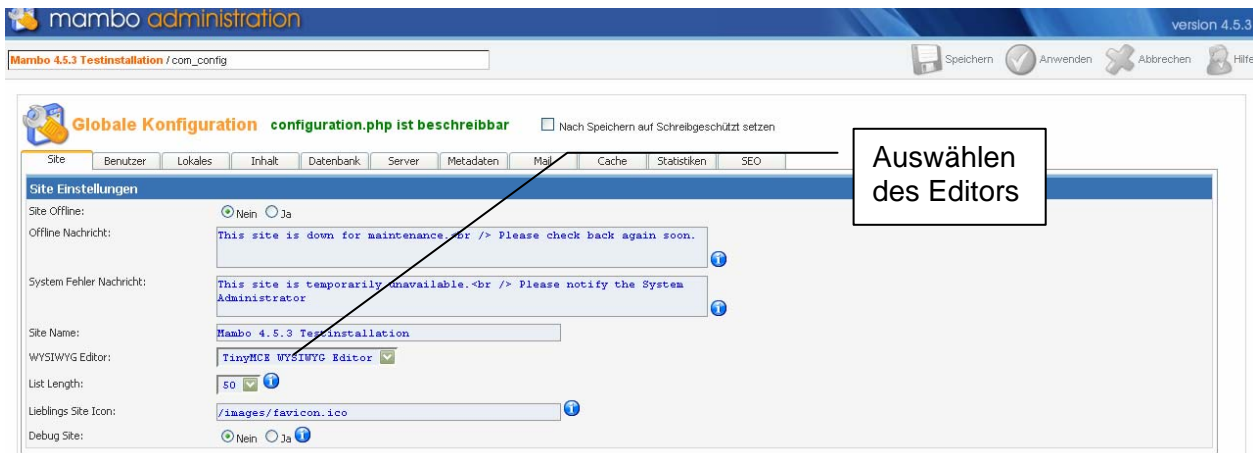 mambo administration
version 4.5.3
Mambo 4.5.3 Testinstallation / com_config
Speichern Anwenden Abbrechen Hilfe
Globale Konfiguration configuration.php ist beschreibbar Nach Speichern auf Schreibgeschützt setzen
Site Benutzer Lokales Inhalt Datenbank Server Metadaten Mail Cache Statistiken SEO
Auswählen
des Editors
Site Einstellungen
Site Offline: Nein Ja
Offline Nachricht: This site is down for maintenance.<br /> Please check back again soon.
System Fehler Nachricht: This site is temporarily unavailable.<br /> Please notify the System
Administrator
Site Name: Mambo 4.5.3 Testinstallation
WYSIWYG Editor: TinyMCE WYSIWYG Editor
List Length: 50
Lieblings Site Icon: /images/favicon.ico
Debug Site: Nein Ja